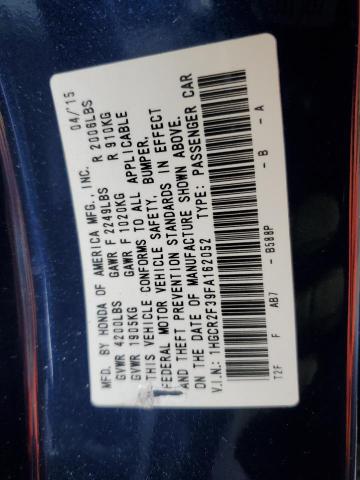 MFD. BY HONDA OF AMERICA MFG., INC. 04/15
GVWR 4200LBS GAWR F 2249LBS R 2006LBS
GVWR 1905KG GAWR F 1020KG R 910KG
THIS VEHICLE CONFORMS TO ALL APPLICABLE
FEDERAL MOTOR VEHICLE SAFETY, BUMPER,
AND THEFT PREVENTION STANDARDS IN EFFECT
ON THE DATE OF MANUFACTURE SHOWN ABOVE.
V.I.N.: 1HGCR2F39FA162052 TYPE: PASSENGER CAR
F AB7 - B588P - B - A
T2F